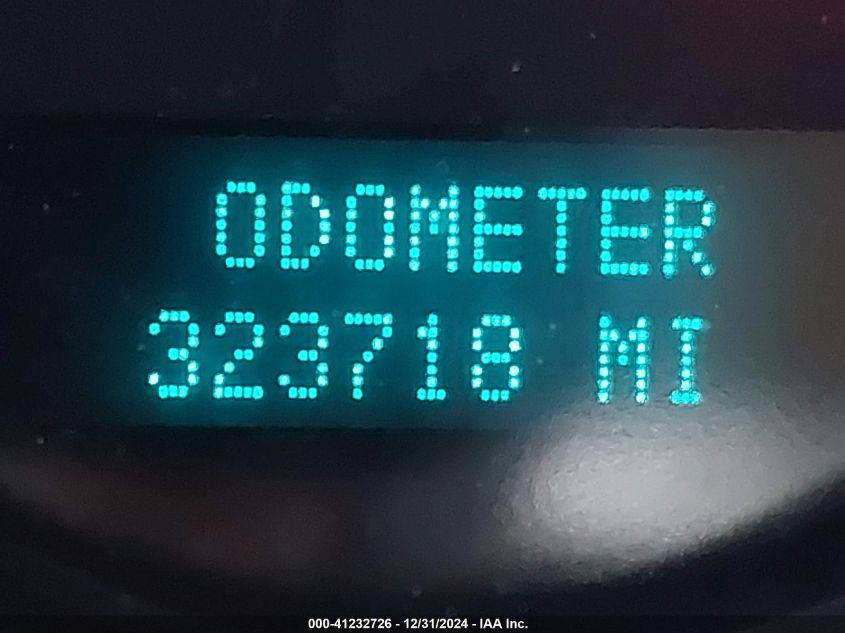 ODOMETER
323718 MI
000-41232726 - 12/31/2024 - IAA Inc.